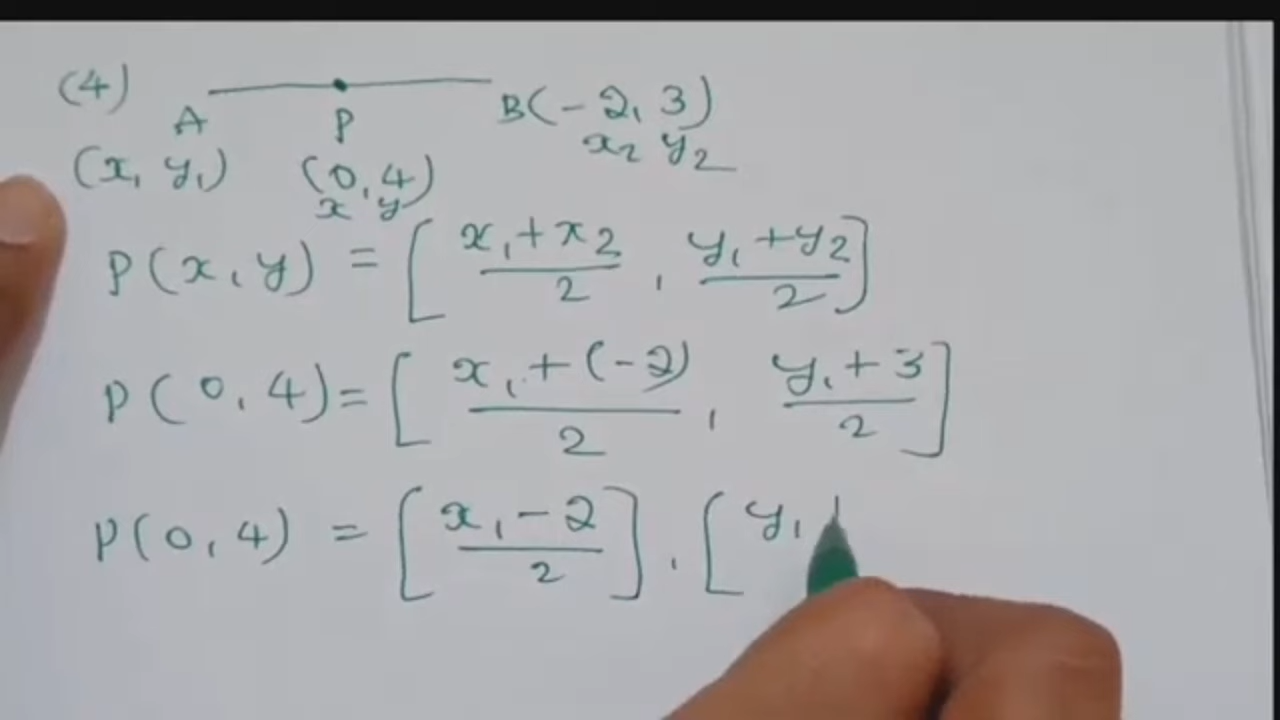 (4)
A P B(-2, 3)
x₂ y₂
(x₁ y₁) (0,4)
x y
P(x, y) = [ x₁+x₂/2 , y₁+y₂/2 ]
P(0,4) = [ x₁+(-2)/2 , y₁+3/2 ]
P(0,4) = [ x₁-2/2 ] , [ y₁